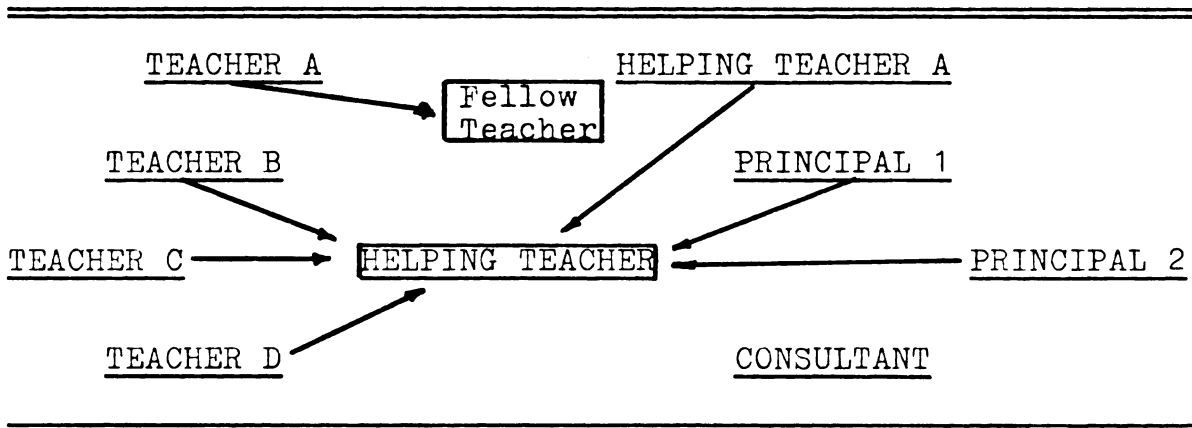 TEACHER A
HELPING TEACHER A
Fellow
Teacher
TEACHER B
PRINCIPAL 1
TEACHER C
HELPING TEACHER
PRINCIPAL 2
TEACHER D
CONSULTANT